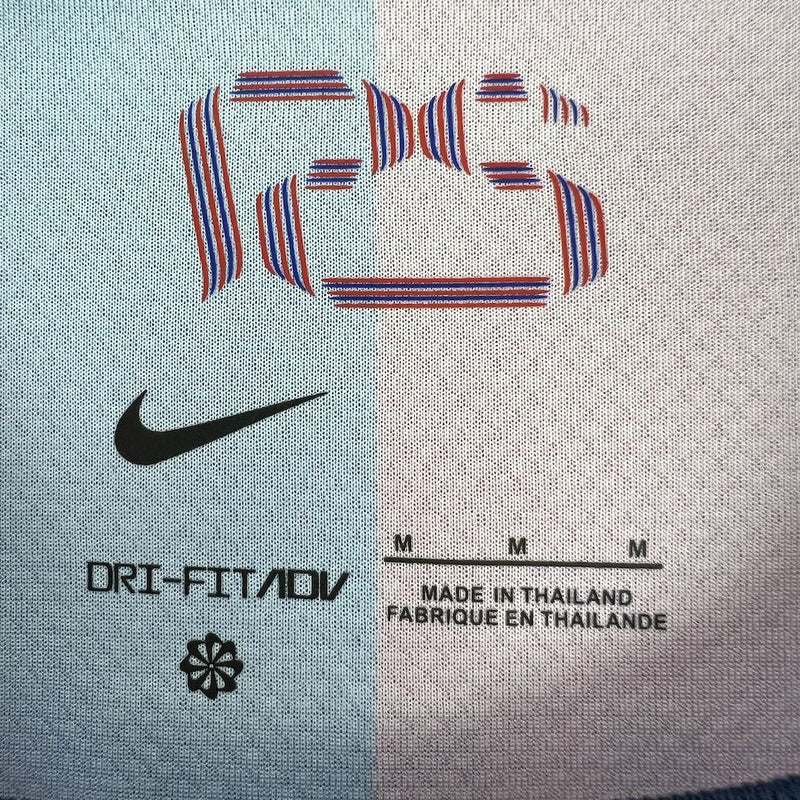 DRI-FIT ADV
M M M
MADE IN THAILAND
FABRIQUE EN THAILANDE